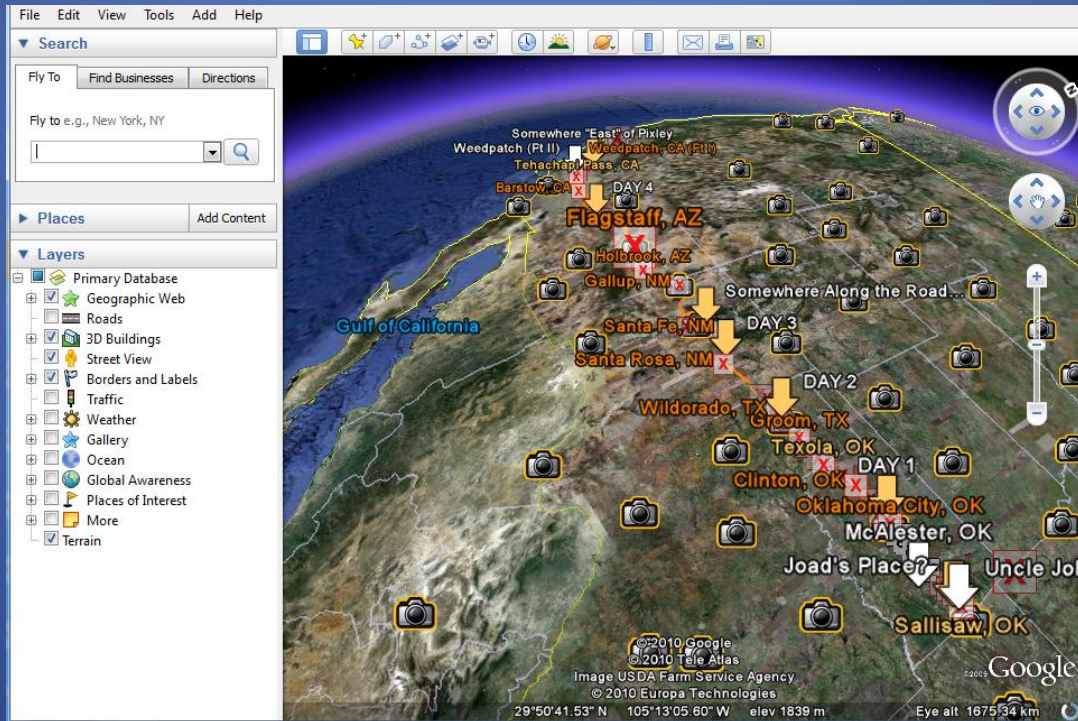 File Edit View Tools Add Help
Search
Fly To Find Businesses Directions
Fly to e.g., New York, NY
Places Add Content
Layers
Primary Database
Geographic Web
Roads
3D Buildings
Street View
Borders and Labels
Traffic
Weather
Gallery
Ocean
Global Awareness
Places of Interest
More
Terrain
Somewhere "East" of Pixley
Weedpatch (Pt II) Weedpatch, CA (Pt I)
Tehachapi Pass, CA
Barstow, CA DAY 4
Flagstaff, AZ
Holbrook, AZ
Gallup, NM
Somewhere Along the Road...
Gulf of California
Santa Fe, NM DAY 3
Santa Rosa, NM
DAY 2
Wildorado, TX
Groom, TX
Texola, OK
DAY 1
Clinton, OK
Oklahoma City, OK
McAlester, OK
Joad's Place? Uncle Joh
Sallisaw, OK
©2010 Google
©2010 Tele Atlas
Image USDA Farm Service Agency
© 2010 Europa Technologies
©2009 Google
29°50'41.53" N 105°13'05.60" W elev 1839 m Eye alt 1675.34 km